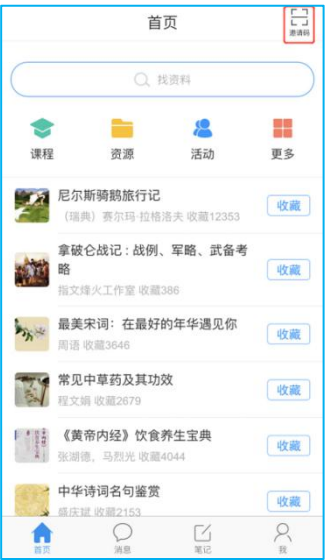 首页
邀请码
找资料
课程
资源
活动
更多
尼尔斯骑鹅旅行记
(瑞典)赛尔玛·拉格洛夫 收藏12353
收藏
拿破仑战记:战例、军略、武备考
略
指文烽火工作室 收藏386
收藏
最美宋词:在最好的年华遇见你
周语 收藏3646
收藏
常见中草药及其功效
程文娟 收藏2679
收藏
《黄帝内经》饮食养生宝典
张湖德,马烈光 收藏4044
收藏
中华诗词名句鉴赏
盛庆斌 收藏2153
收藏
首页
消息
笔记
我